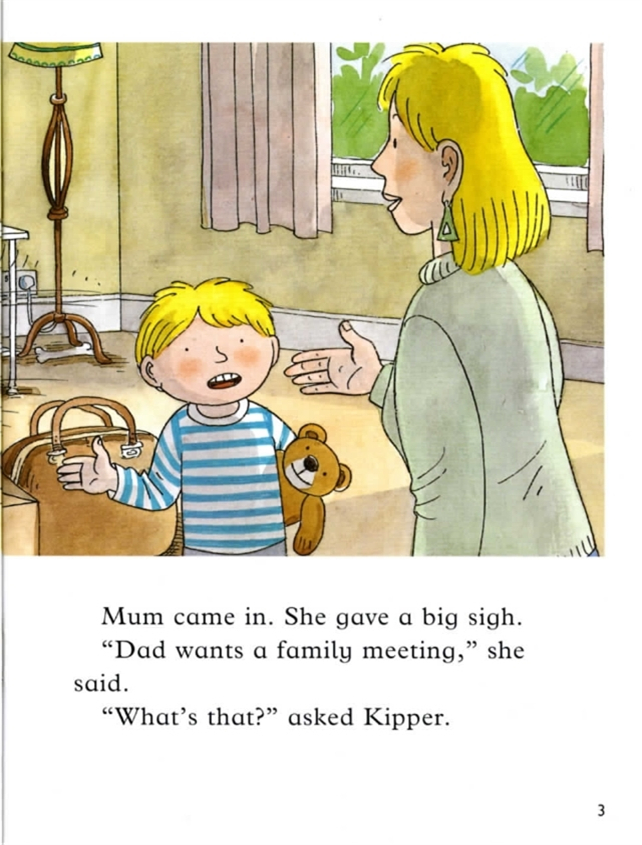 Mum came in. She gave a big sigh.
“Dad wants a family meeting,” she
said.
“What’s that?” asked Kipper.
3